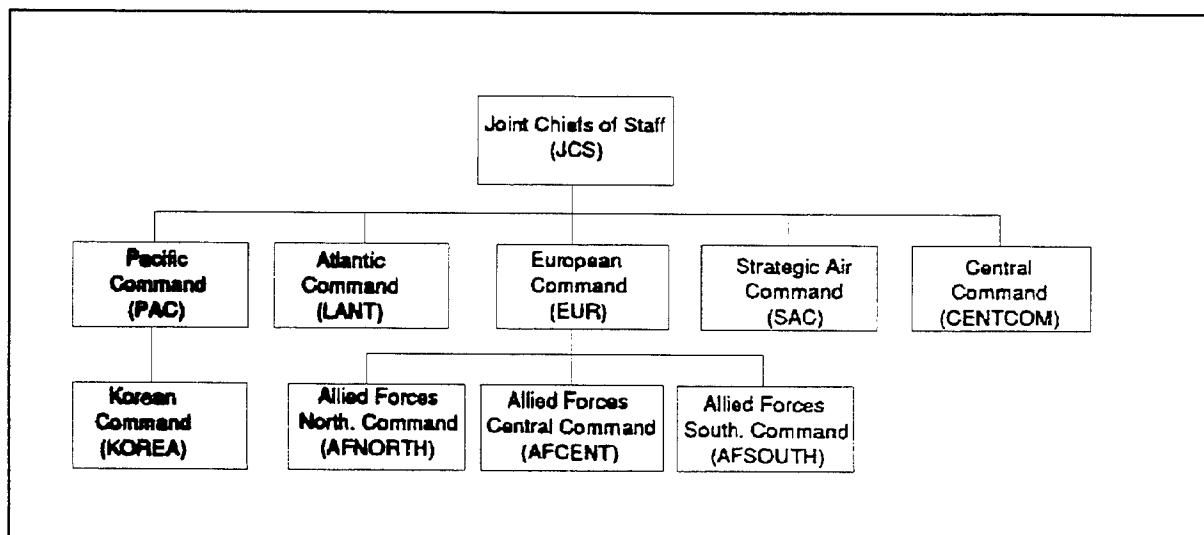 Joint Chiefs of Staff
(JCS)
Pacific
Command
(PAC)
Atlantic
Command
(LANT)
European
Command
(EUR)
Strategic Air
Command
(SAC)
Central
Command
(CENTCOM)
Korean
Command
(KOREA)
Allied Forces
North. Command
(AFNORTH)
Allied Forces
Central Command
(AFCENT)
Allied Forces
South. Command
(AFSOUTH)